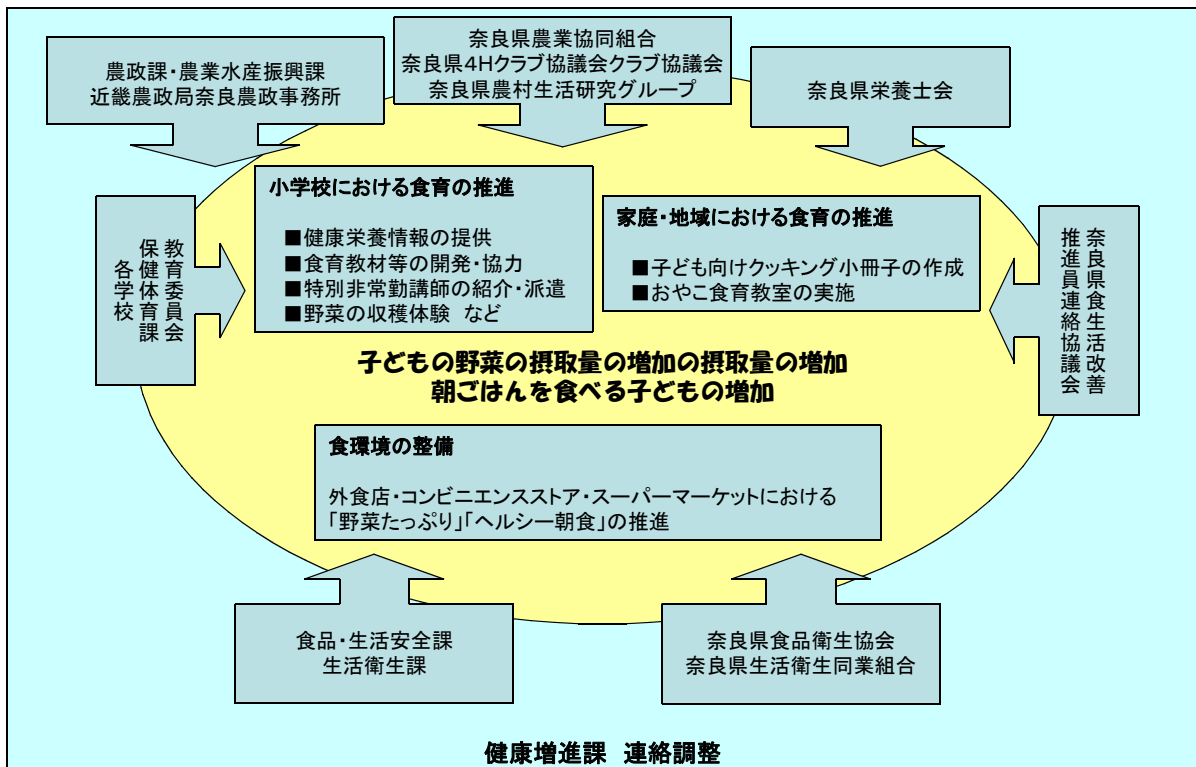 農政課・農業水産振興課
近畿農政局奈良農政事務所
奈良県農業協同組合
奈良県4Hクラブ協議会クラブ協議会
奈良県農村生活研究グループ
奈良県栄養士会
教育委員会
保健体育課
各学校
小学校における食育の推進
■健康栄養情報の提供
■食育教材等の開発・協力
■特別非常勤講師の紹介・派遣
■野菜の収穫体験 など
家庭・地域における食育の推進
■子ども向けクッキング小冊子の作成
■おやこ食育教室の実施
奈良県食生活改善
推進員連絡協議会
子どもの野菜の摂取量の増加の摂取量の増加
朝ごはんを食べる子どもの増加
食環境の整備
外食店・コンビニエンスストア・スーパーマーケットにおける
「野菜たっぷり」「ヘルシー朝食」の推進
食品・生活安全課
生活衛生課
奈良県食品衛生協会
奈良県生活衛生同業組合
健康増進課 連絡調整